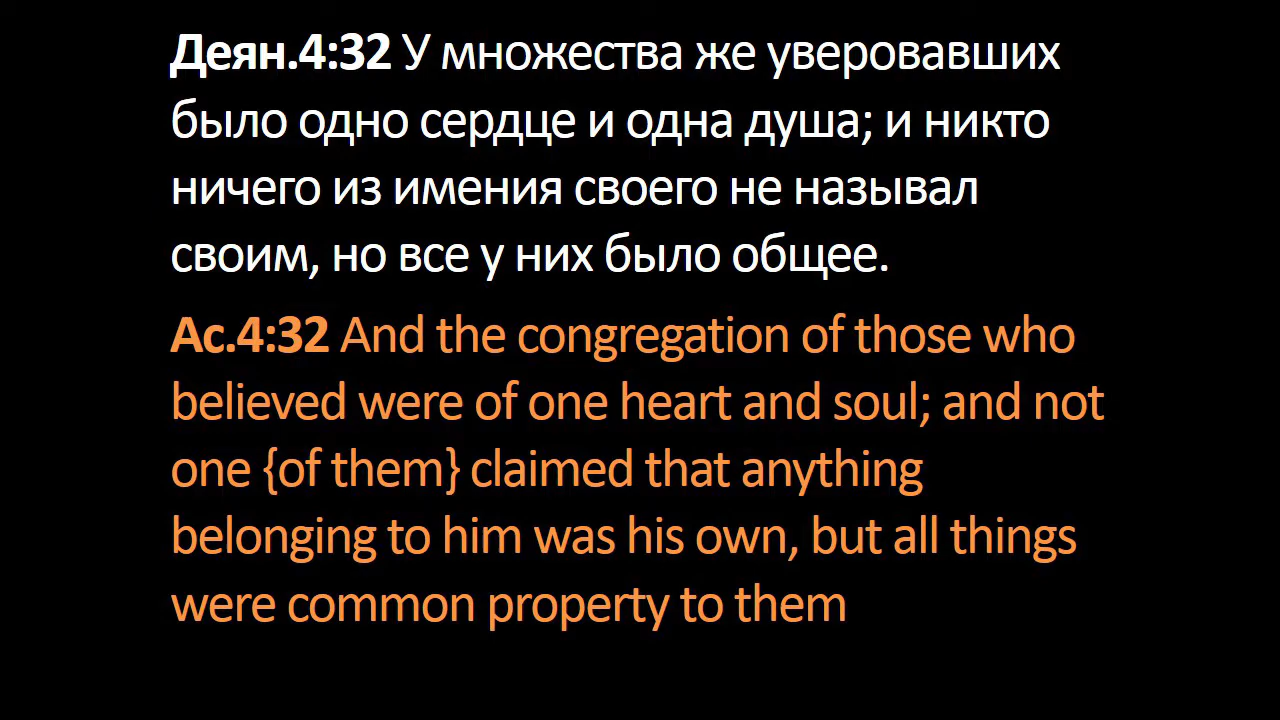 Деян.4:32 У множества же уверовавших
было одно сердце и одна душа; и никто
ничего из имения своего не называл
своим, но все у них было общее.
Ac.4:32 And the congregation of those who
believed were of one heart and soul; and not
one {of them} claimed that anything
belonging to him was his own, but all things
were common property to them